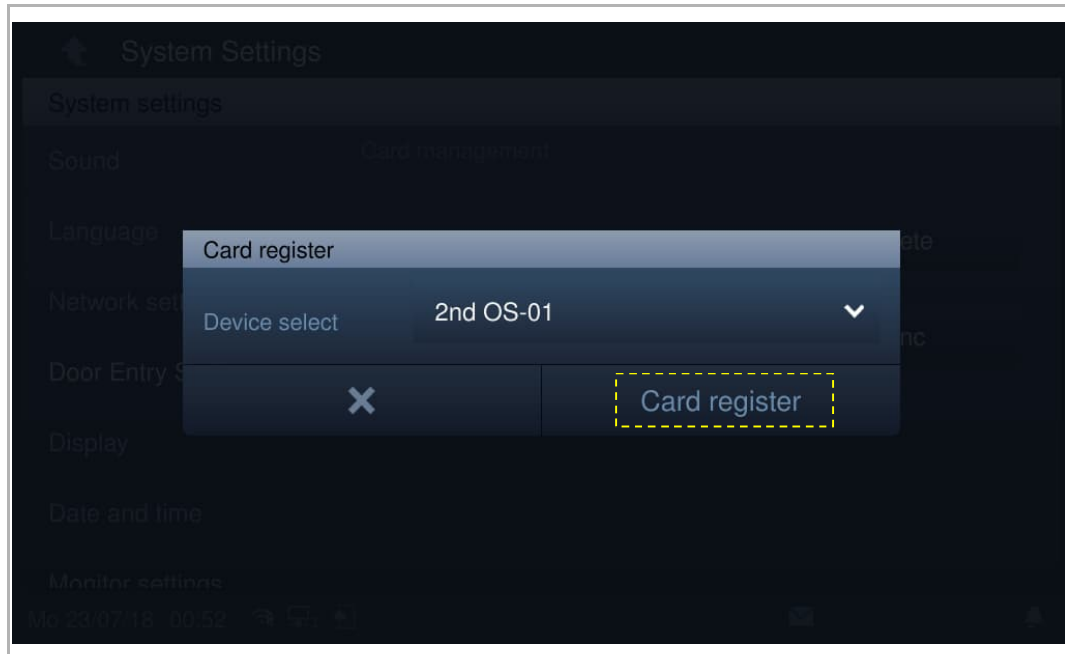 System Settings
System settings
Sound
Card management
Language
Card register
ete
Network set
Device select
2nd OS-01
nc
Door Entry S
Card register
Display
Date and time
Monitor settings
Mo 23/07/18 00:52